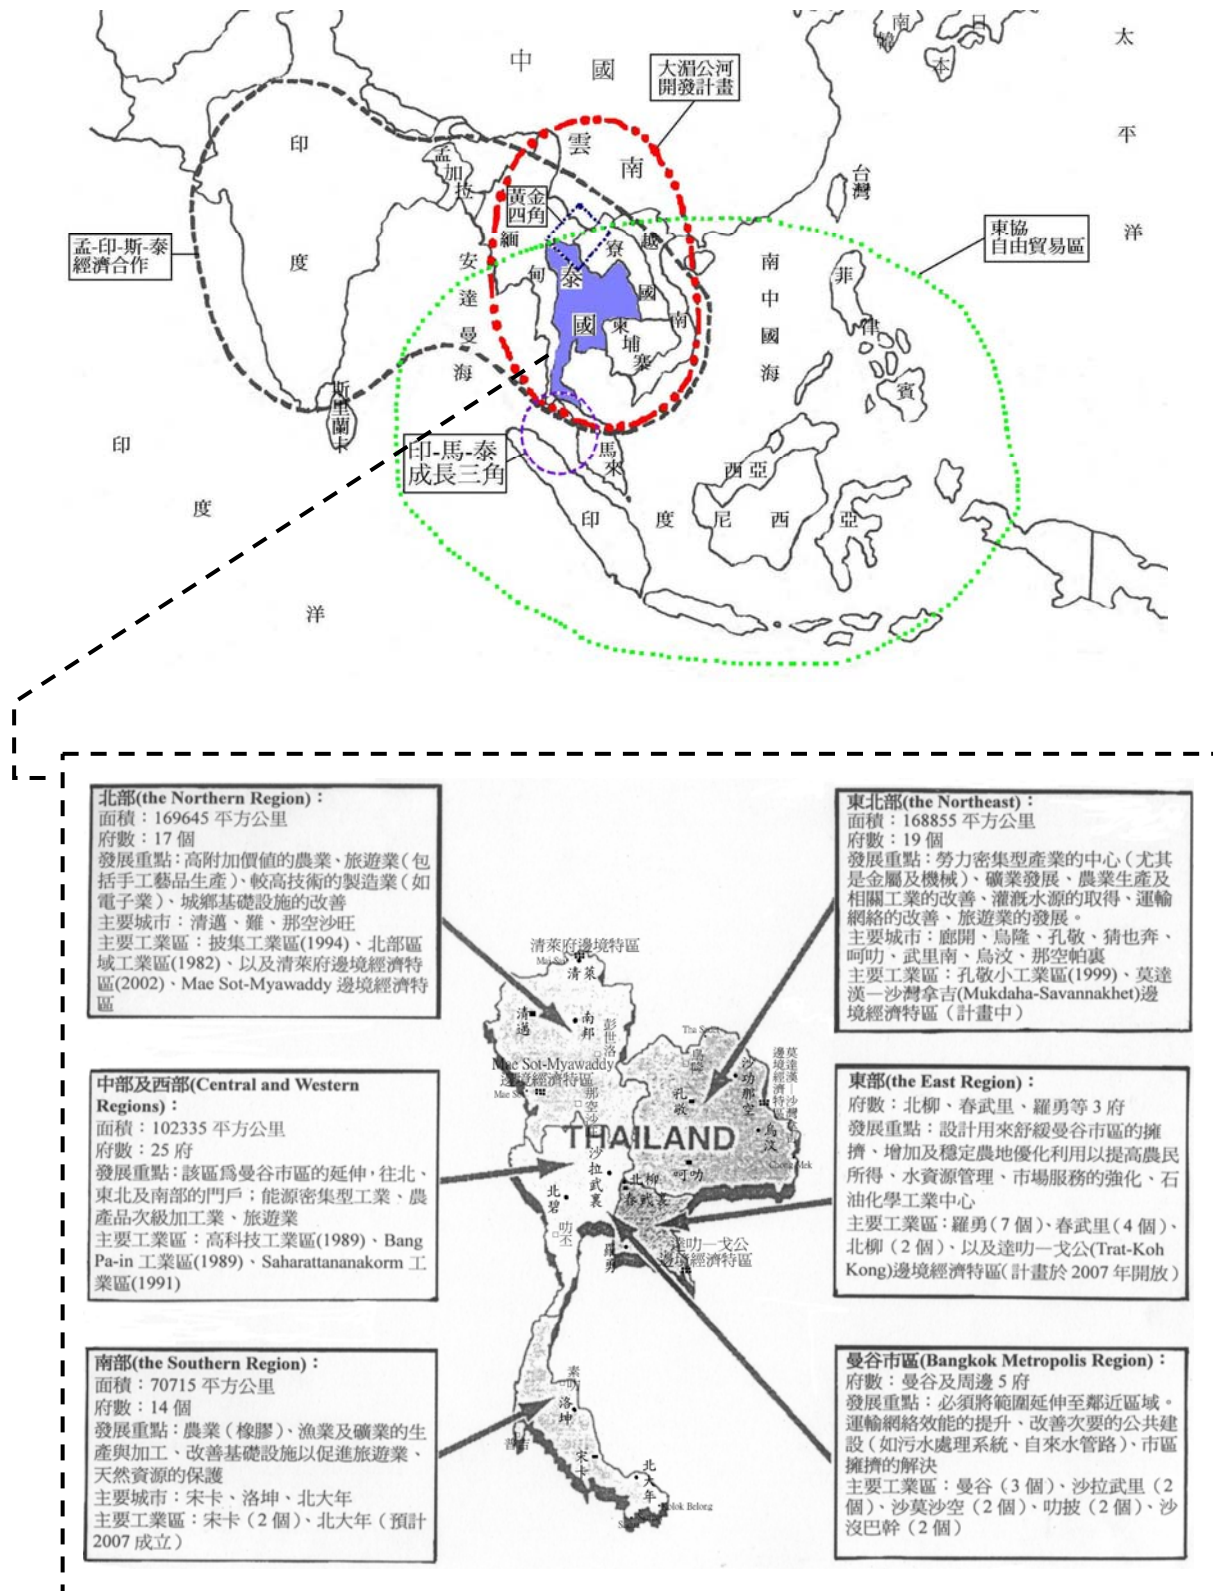 中 國
南韓
日本
太平洋
大湄公河
開發計畫
雲南
印度
孟加拉
黃金
四角
台灣
東協
自由貿易區
孟-印-斯-泰
經濟合作
緬甸
寮國
越南
泰國
柬埔寨
安達曼海
南中國海
菲律賓
斯里蘭卡
印-馬-泰
成長三角
馬來西亞
印度尼西亞
印度洋
北部(the Northern Region)：
面積：169645 平方公里
府數：17 個
發展重點：高附加價值的農業、旅遊業（包
括手工藝品生產）、較高技術的製造業（如
電子業）、城鄉基礎設施的改善
主要城市：清邁、難、那空沙旺
主要工業區：披集工業區(1994)、北部區
域工業區(1982)、以及清萊府邊境經濟特
區(2002)、Mae Sot-Myawaddy 邊境經濟特
區
東北部(the Northeast)：
面積：168855 平方公里
府數：19 個
發展重點：勞力密集型產業的中心（尤其
是金屬及機械）、礦業發展、農業生產及
相關工業的改善、灌溉水源的取得、運輸
網絡的改善、旅遊業的發展。
主要城市：廊開、烏隆、孔敬、猜也奔、
呵叻、武里南、烏汶、那空帕裏
主要工業區：孔敬小工業區(1999)、莫達
漢—沙灣拿吉(Mukdaha-Savannakhet)邊
境經濟特區（計畫中）
中部及西部(Central and Western
Regions)：
面積：102335 平方公里
府數：25 府
發展重點：該區爲曼谷市區的延伸，往北、
東北及南部的門戶；能源密集型工業、農
產品次級加工業、旅遊業
主要工業區：高科技工業區(1989)、Bang
Pa-in 工業區(1989)、Saharattananakorm 工
業區(1991)
東部(the East Region)：
府數：北柳、春武里、羅勇等 3 府
發展重點：設計用來舒緩曼谷市區的擁
擠、增加及穩定農地優化利用以提高農民
所得、水資源管理、市場服務的強化、石
油化學工業中心
主要工業區：羅勇（7 個）、春武里（4 個）、
北柳（2 個）、以及達叻—戈公(Trat-Koh
Kong)邊境經濟特區（計畫於 2007 年開放）
南部(the Southern Region)：
面積：70715 平方公里
府數：14 個
發展重點：農業（橡膠）、漁業及礦業的生
產與加工、改善基礎設施以促進旅遊業、
天然資源的保護
主要城市：宋卡、洛坤、北大年
主要工業區：宋卡（2 個）、北大年（預計
2007 成立）
曼谷市區(Bangkok Metropolis Region)：
府數：曼谷及周邊 5 府
發展重點：必須將範圍延伸至鄰近區域。
運輸網絡效能的提升、改善次要的公共建
設（如污水處理系統、自來水管路）、市區
擁擠的解決
主要工業區：曼谷（3 個）、沙拉武里（2
個）、沙莫沙空（2 個）、叻披（2 個）、沙
沒巴幹（2 個）
清萊府邊境特區
清萊
清邁
南邦
彭世洛
Mae Sot-Myawaddy
邊境經濟特區
烏隆
沙功那空
孔敬
THAILAND
烏汶
Chong Mek
呵叻
沙拉武裏
北碧
北柳
春武裏
叻丕
羅勇
達叻—戈公
邊境經濟特區
素叻
洛坤
普吉
宋卡
北大年